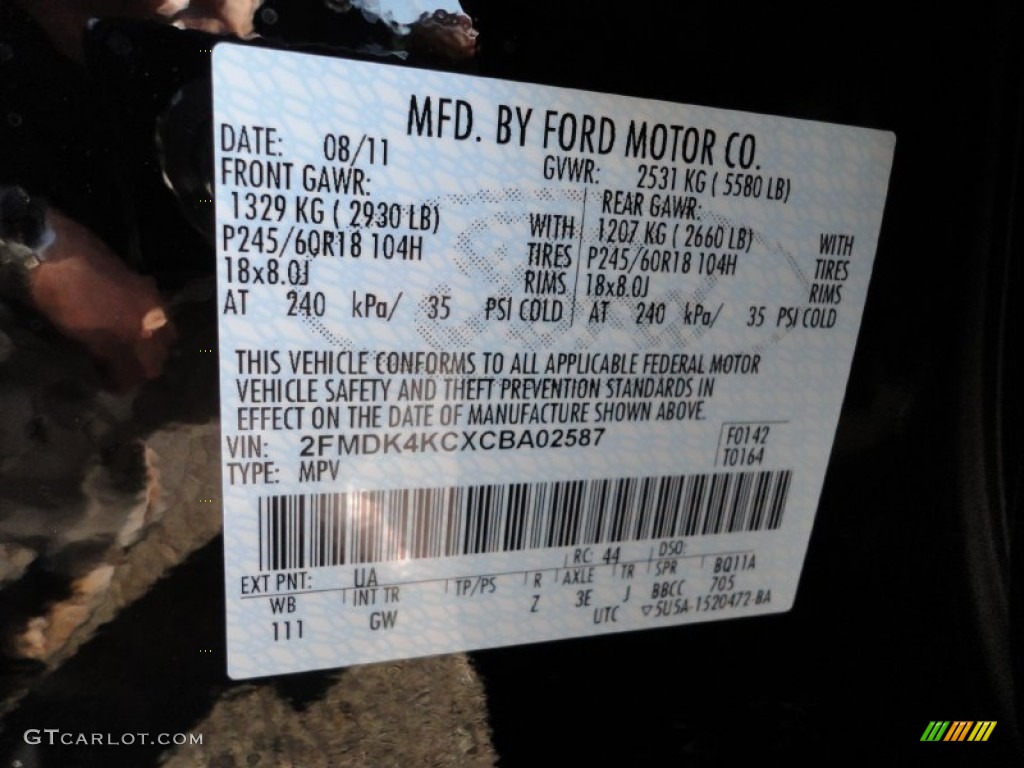 MFD. BY FORD MOTOR CO.
DATE: 08/11 GVWR: 2531 KG ( 5580 LB)
FRONT GAWR: REAR GAWR:
1329 KG ( 2930 LB) WITH 1207 KG ( 2660 LB) WITH
P245/60R18 104H TIRES P245/60R18 104H TIRES
18x8.0J RIMS 18x8.0J RIMS
AT 240 kPa/ 35 PSI COLD AT 240 kPa/ 35 PSI COLD
THIS VEHICLE CONFORMS TO ALL APPLICABLE FEDERAL MOTOR
VEHICLE SAFETY AND THEFT PREVENTION STANDARDS IN
EFFECT ON THE DATE OF MANUFACTURE SHOWN ABOVE.
VIN: 2FMDK4KCXCBA02587 F0142
TYPE: MPV T0164
EXT PNT: UA RC: 44 DSO:
WB INT TR TP/PS R AXLE TR SPR BQ11A
111 GW Z 3E J BBCC 705
UTC ▽5U5A-1520472-BA
GTCARLOT.COM